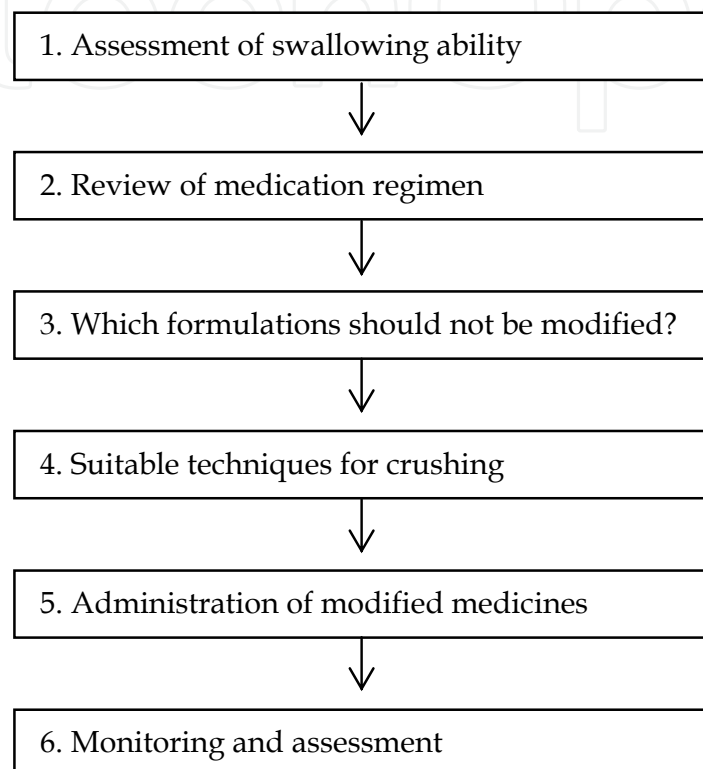 1. Assessment of swallowing ability
2. Review of medication regimen
3. Which formulations should not be modified?
4. Suitable techniques for crushing
5. Administration of modified medicines
6. Monitoring and assessment